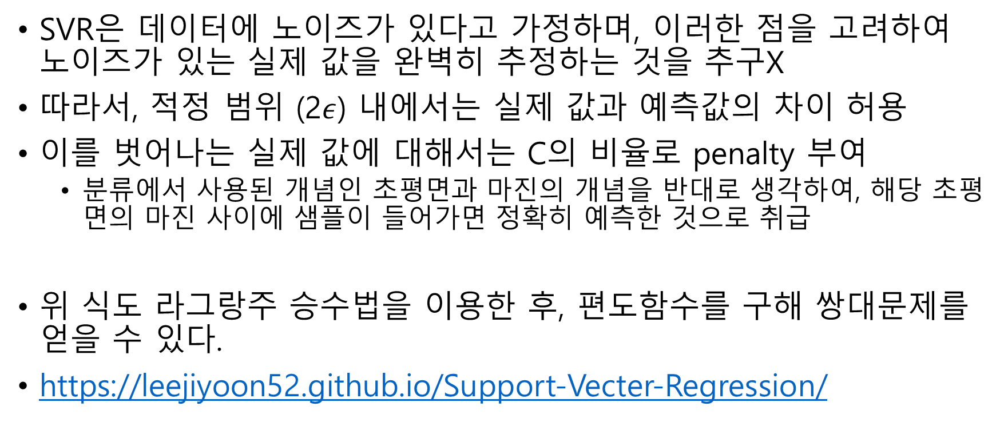 • SVR은 데이터에 노이즈가 있다고 가정하며, 이러한 점을 고려하여
노이즈가 있는 실제 값을 완벽히 추정하는 것을 추구X
• 따라서, 적정 범위 (2ϵ) 내에서는 실제 값과 예측값의 차이 허용
• 이를 벗어나는 실제 값에 대해서는 C의 비율로 penalty 부여
• 분류에서 사용된 개념인 초평면과 마진의 개념을 반대로 생각하여, 해당 초평
면의 마진 사이에 샘플이 들어가면 정확히 예측한 것으로 취급
• 위 식도 라그랑주 승수법을 이용한 후, 편도함수를 구해 쌍대문제를
얻을 수 있다.
• https://leejiyoon52.github.io/Support-Vecter-Regression/